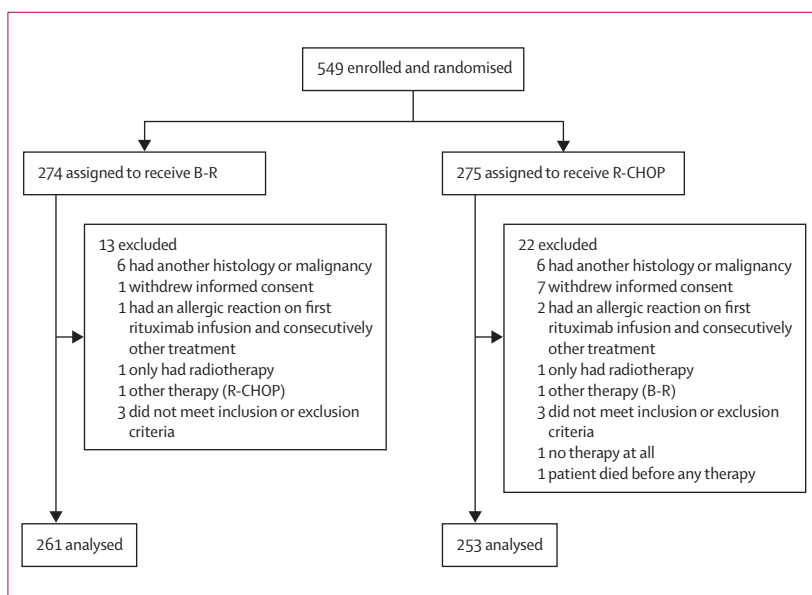 549 enrolled and randomised
274 assigned to receive B-R
275 assigned to receive R-CHOP
13 excluded
6 had another histology or malignancy
1 withdrew informed consent
1 had an allergic reaction on first
rituximab infusion and consecutively
other treatment
1 only had radiotherapy
1 other therapy (R-CHOP)
3 did not meet inclusion or exclusion
criteria
22 excluded
6 had another histology or malignancy
7 withdrew informed consent
2 had an allergic reaction on first
rituximab infusion and consecutively
other treatment
1 only had radiotherapy
1 other therapy (B-R)
3 did not meet inclusion or exclusion
criteria
1 no therapy at all
1 patient died before any therapy
261 analysed
253 analysed